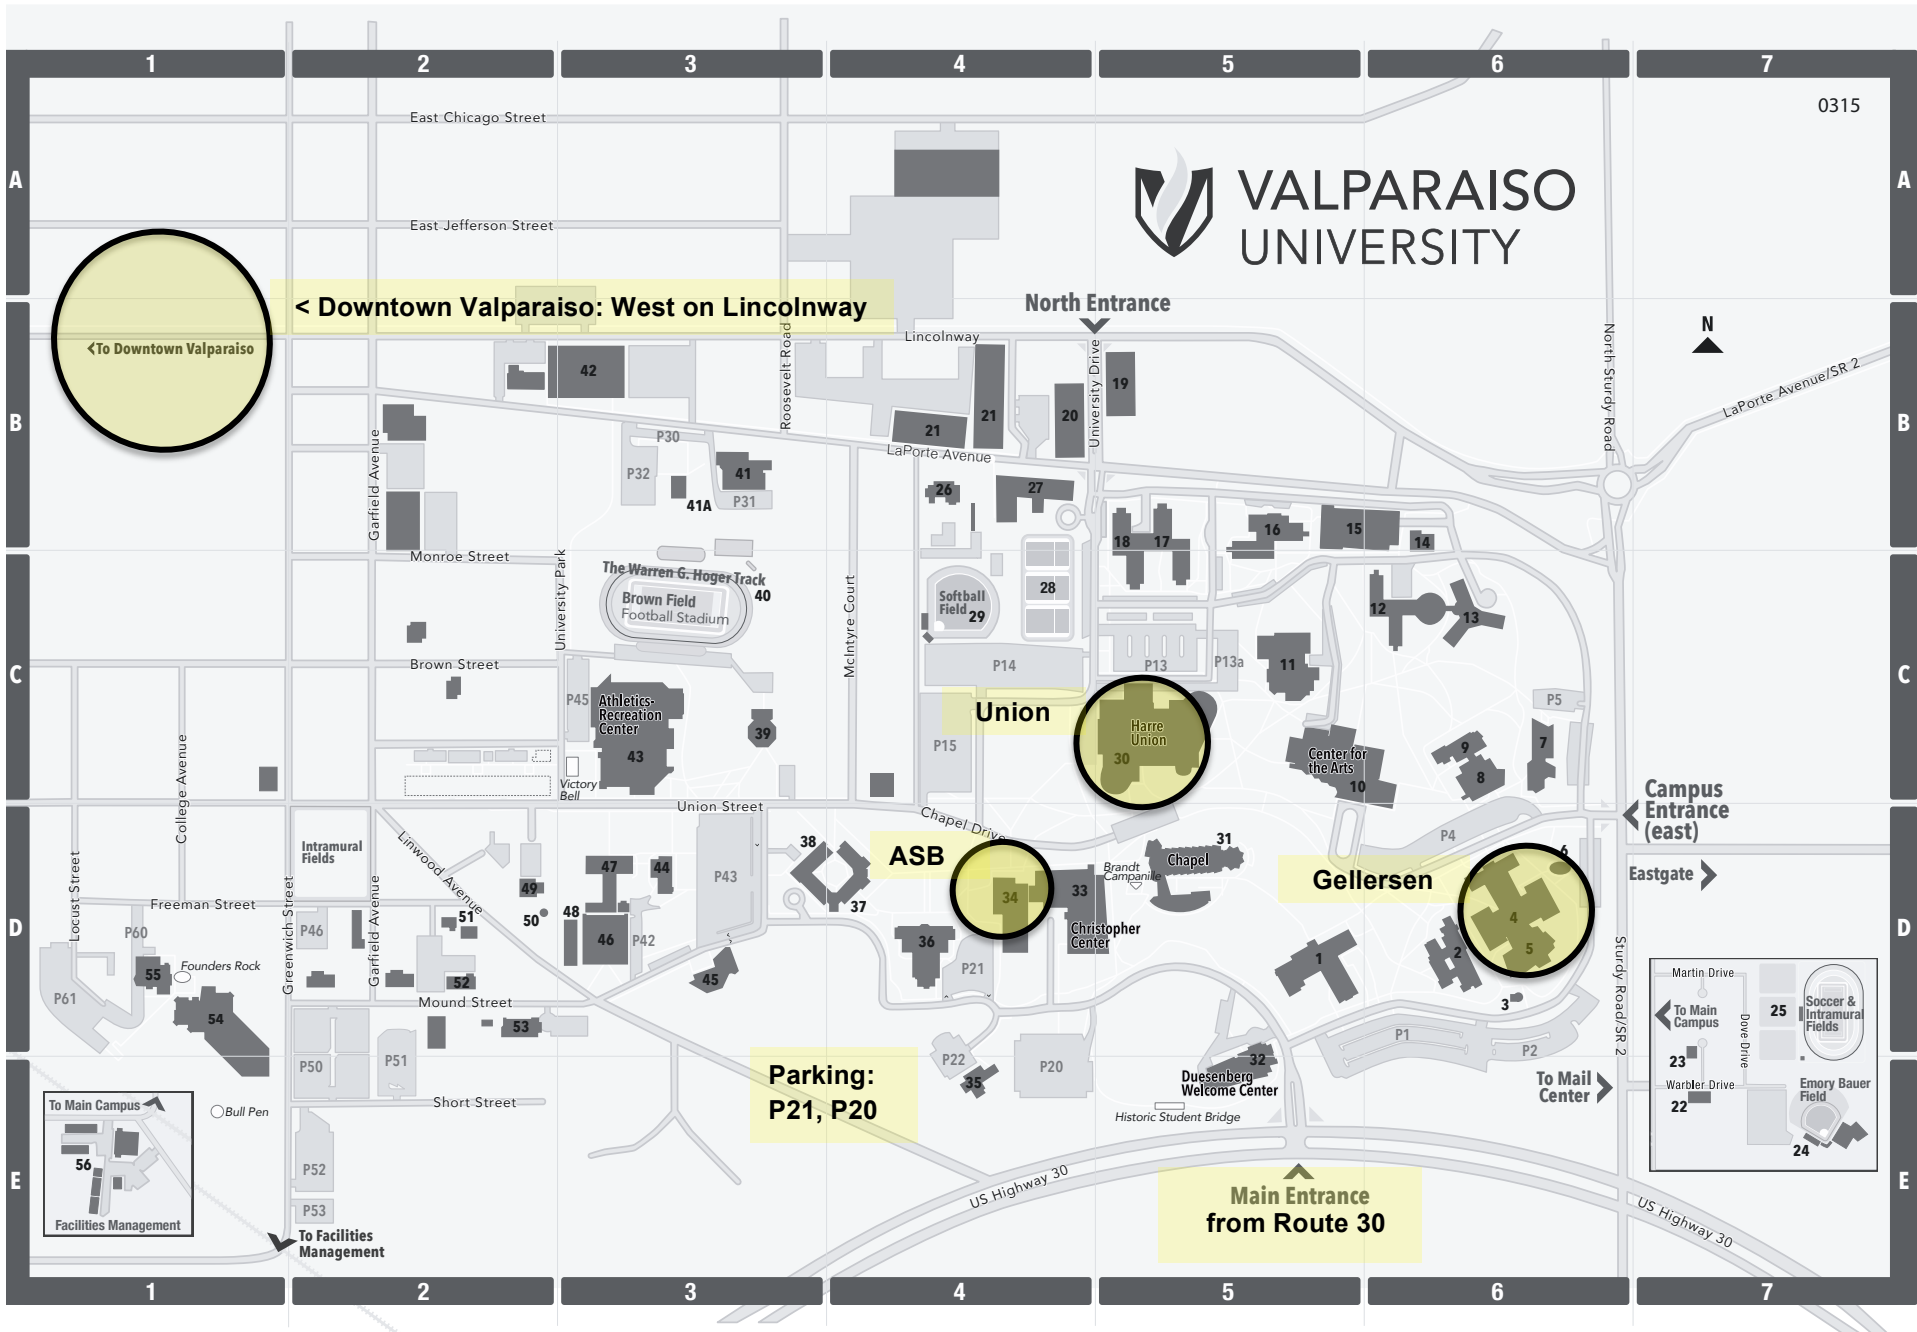 1 2 3 4 5 6 7
0315
East Chicago Street
A
A
VALPARAISO
UNIVERSITY
East Jefferson Street
< Downtown Valparaiso: West on Lincolnway
North Entrance
<To Downtown Valparaiso
Lincolnway
N
42
Roosevelt Road
University Drive
19
North Sturdy Road
LaPorte Avenue/SR 2
B
B
21
21
20
P30
LaPorte Avenue
Garfield Avenue
P32
41
41A
P31
26
27
18
17
16
15
14
Monroe Street
University Park
The Warren G. Hoger Track
40
Brown Field
Football Stadium
McIntyre Court
Softball
Field 29
28
12
13
Brown Street
P14
P13
P13a
11
C
C
P45
Athletics-
Recreation
Center
43
39
Union
P15
Harre
Union
30
Center for
the Arts
10
9
8
7
P5
College Avenue
Victory
Bell
Union Street
Chapel Drive
Campus
Entrance
(east)
Linwood Avenue
Intramural
Fields
47
44
P43
38
37
ASB
34
33
Brandt
Campanille
31
Chapel
P4
Gellersen
6
4
5
Eastgate
Locust Street
Freeman Street
Greenwich Street
Garfield Avenue
49
50
51
48
46
P42
P46
P60
D
D
Christopher
Center
36
P21
1
2
3
Sturdy Road/SR 2
55
Founders Rock
P61
54
52
Mound Street
45
53
P50
P51
P22
35
P20
32
Duesenberg
Welcome Center
P1
P2
Martin Drive
To Main
Campus
25
Soccer &
Intramural
Fields
Dove Drive
23
Warbler Drive
22
Emory Bauer
Field
24
Parking:
P21, P20
To Mail
Center
Short Street
Historic Student Bridge
To Main Campus
Bull Pen
56
Facilities Management
P52
P53
E
E
US Highway 30
Main Entrance
from Route 30
US Highway 30
To Facilities
Management
1 2 3 4 5 6 7